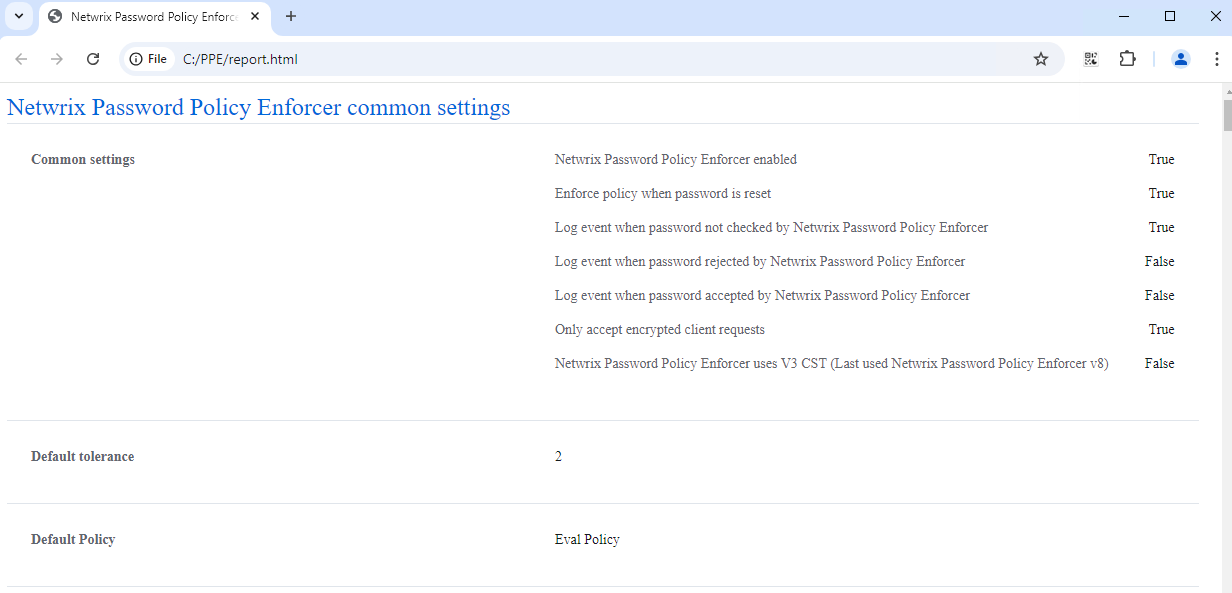 Netwrix Password Policy Enforce
File C:/PPE/report.html
Netwrix Password Policy Enforcer common settings
Common settings
Netwrix Password Policy Enforcer enabled True
Enforce policy when password is reset True
Log event when password not checked by Netwrix Password Policy Enforcer True
Log event when password rejected by Netwrix Password Policy Enforcer False
Log event when password accepted by Netwrix Password Policy Enforcer False
Only accept encrypted client requests True
Netwrix Password Policy Enforcer uses V3 CST (Last used Netwrix Password Policy Enforcer v8) False
Default tolerance 2
Default Policy Eval Policy